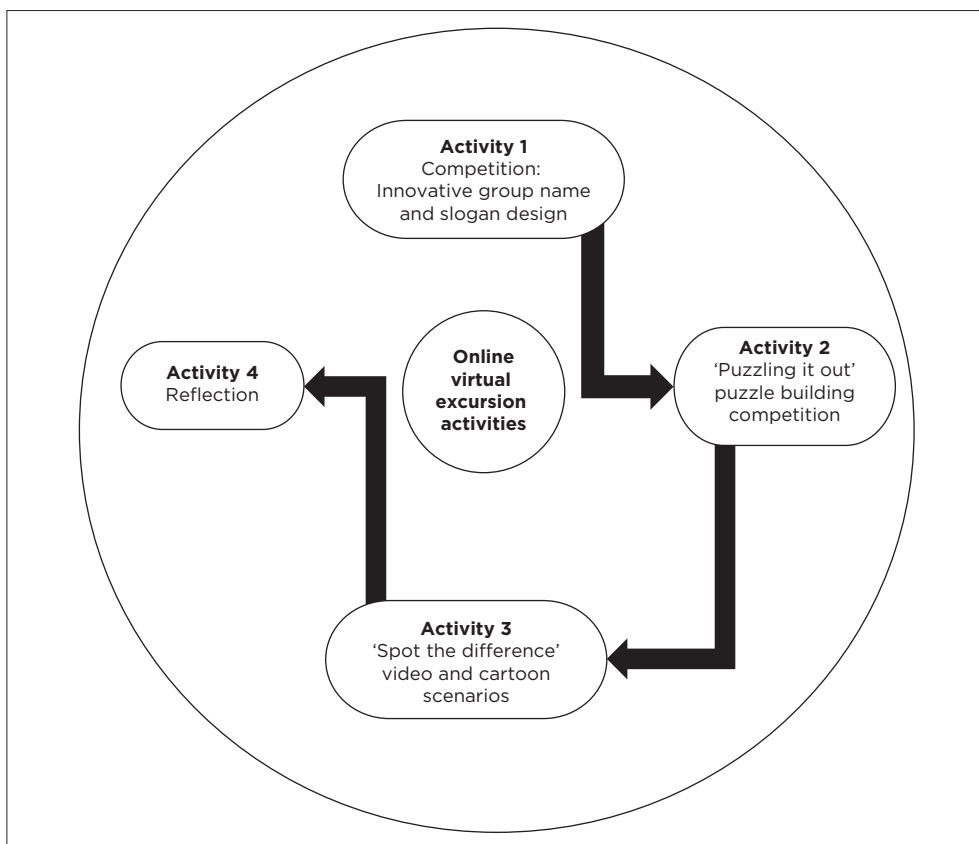 Activity 1
Competition:
Innovative group name
and slogan design
Activity 2
‘Puzzling it out’
puzzle building
competition
Online
virtual
excursion
activities
Activity 4
Reflection
Activity 3
‘Spot the difference’
video and cartoon
scenarios